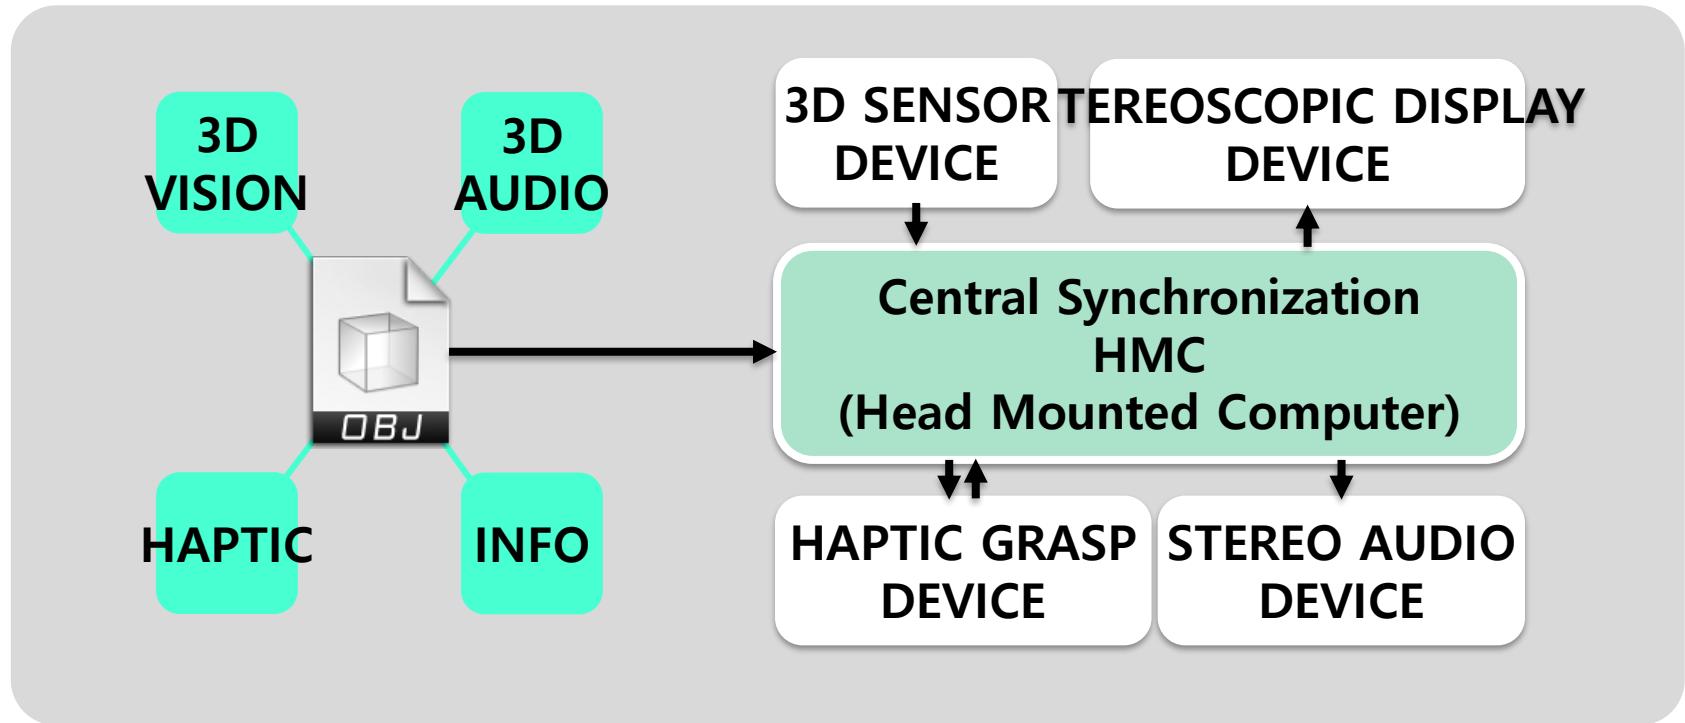 3D
VISION
3D
AUDIO
OBJ
HAPTIC
INFO
3D SENSOR
DEVICE
TEREOSCOPIC DISPLAY
DEVICE
Central Synchronization
HMC
(Head Mounted Computer)
HAPTIC GRASP
DEVICE
STEREO AUDIO
DEVICE